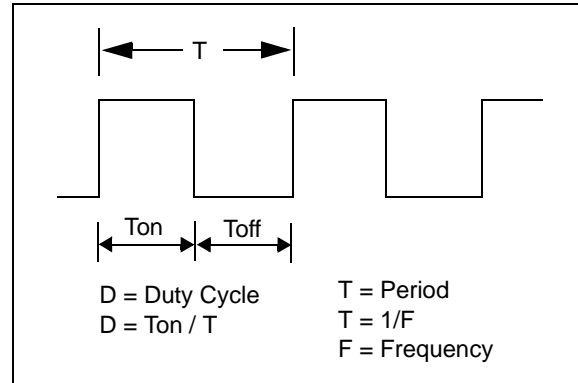 T
Ton Toff
D = Duty Cycle
D = Ton / T
T = Period
T = 1/F
F = Frequency